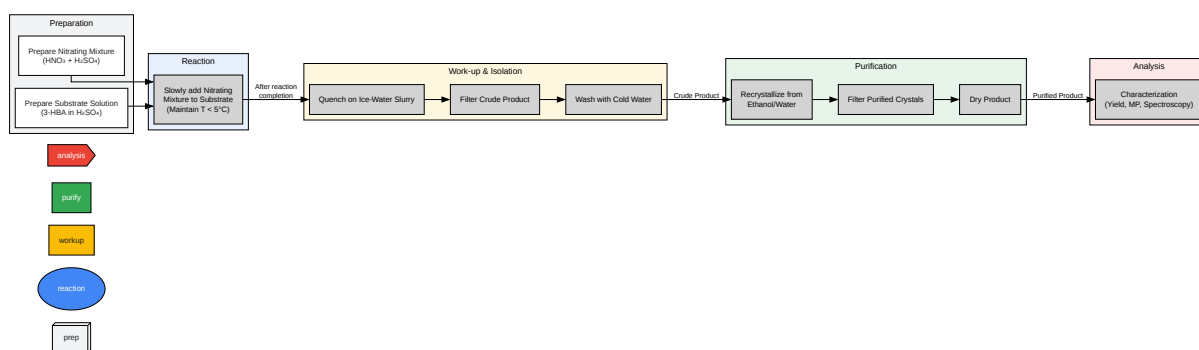 Preparation
Prepare Nitrating Mixture
(HNO₃ + H₂SO₄)
Prepare Substrate Solution
(3-HBA in H₂SO₄)
Reaction
Slowly add Nitrating
Mixture to Substrate
(Maintain T < 5°C)
After reaction
completion
Work-up & Isolation
Quench on Ice-Water Slurry
Filter Crude Product
Wash with Cold Water
Crude Product
Purification
Recrystallize from
Ethanol/Water
Filter Purified Crystals
Dry Product
Purified Product
Analysis
Characterization
(Yield, MP, Spectroscopy)
analysis
purify
workup
reaction
prep